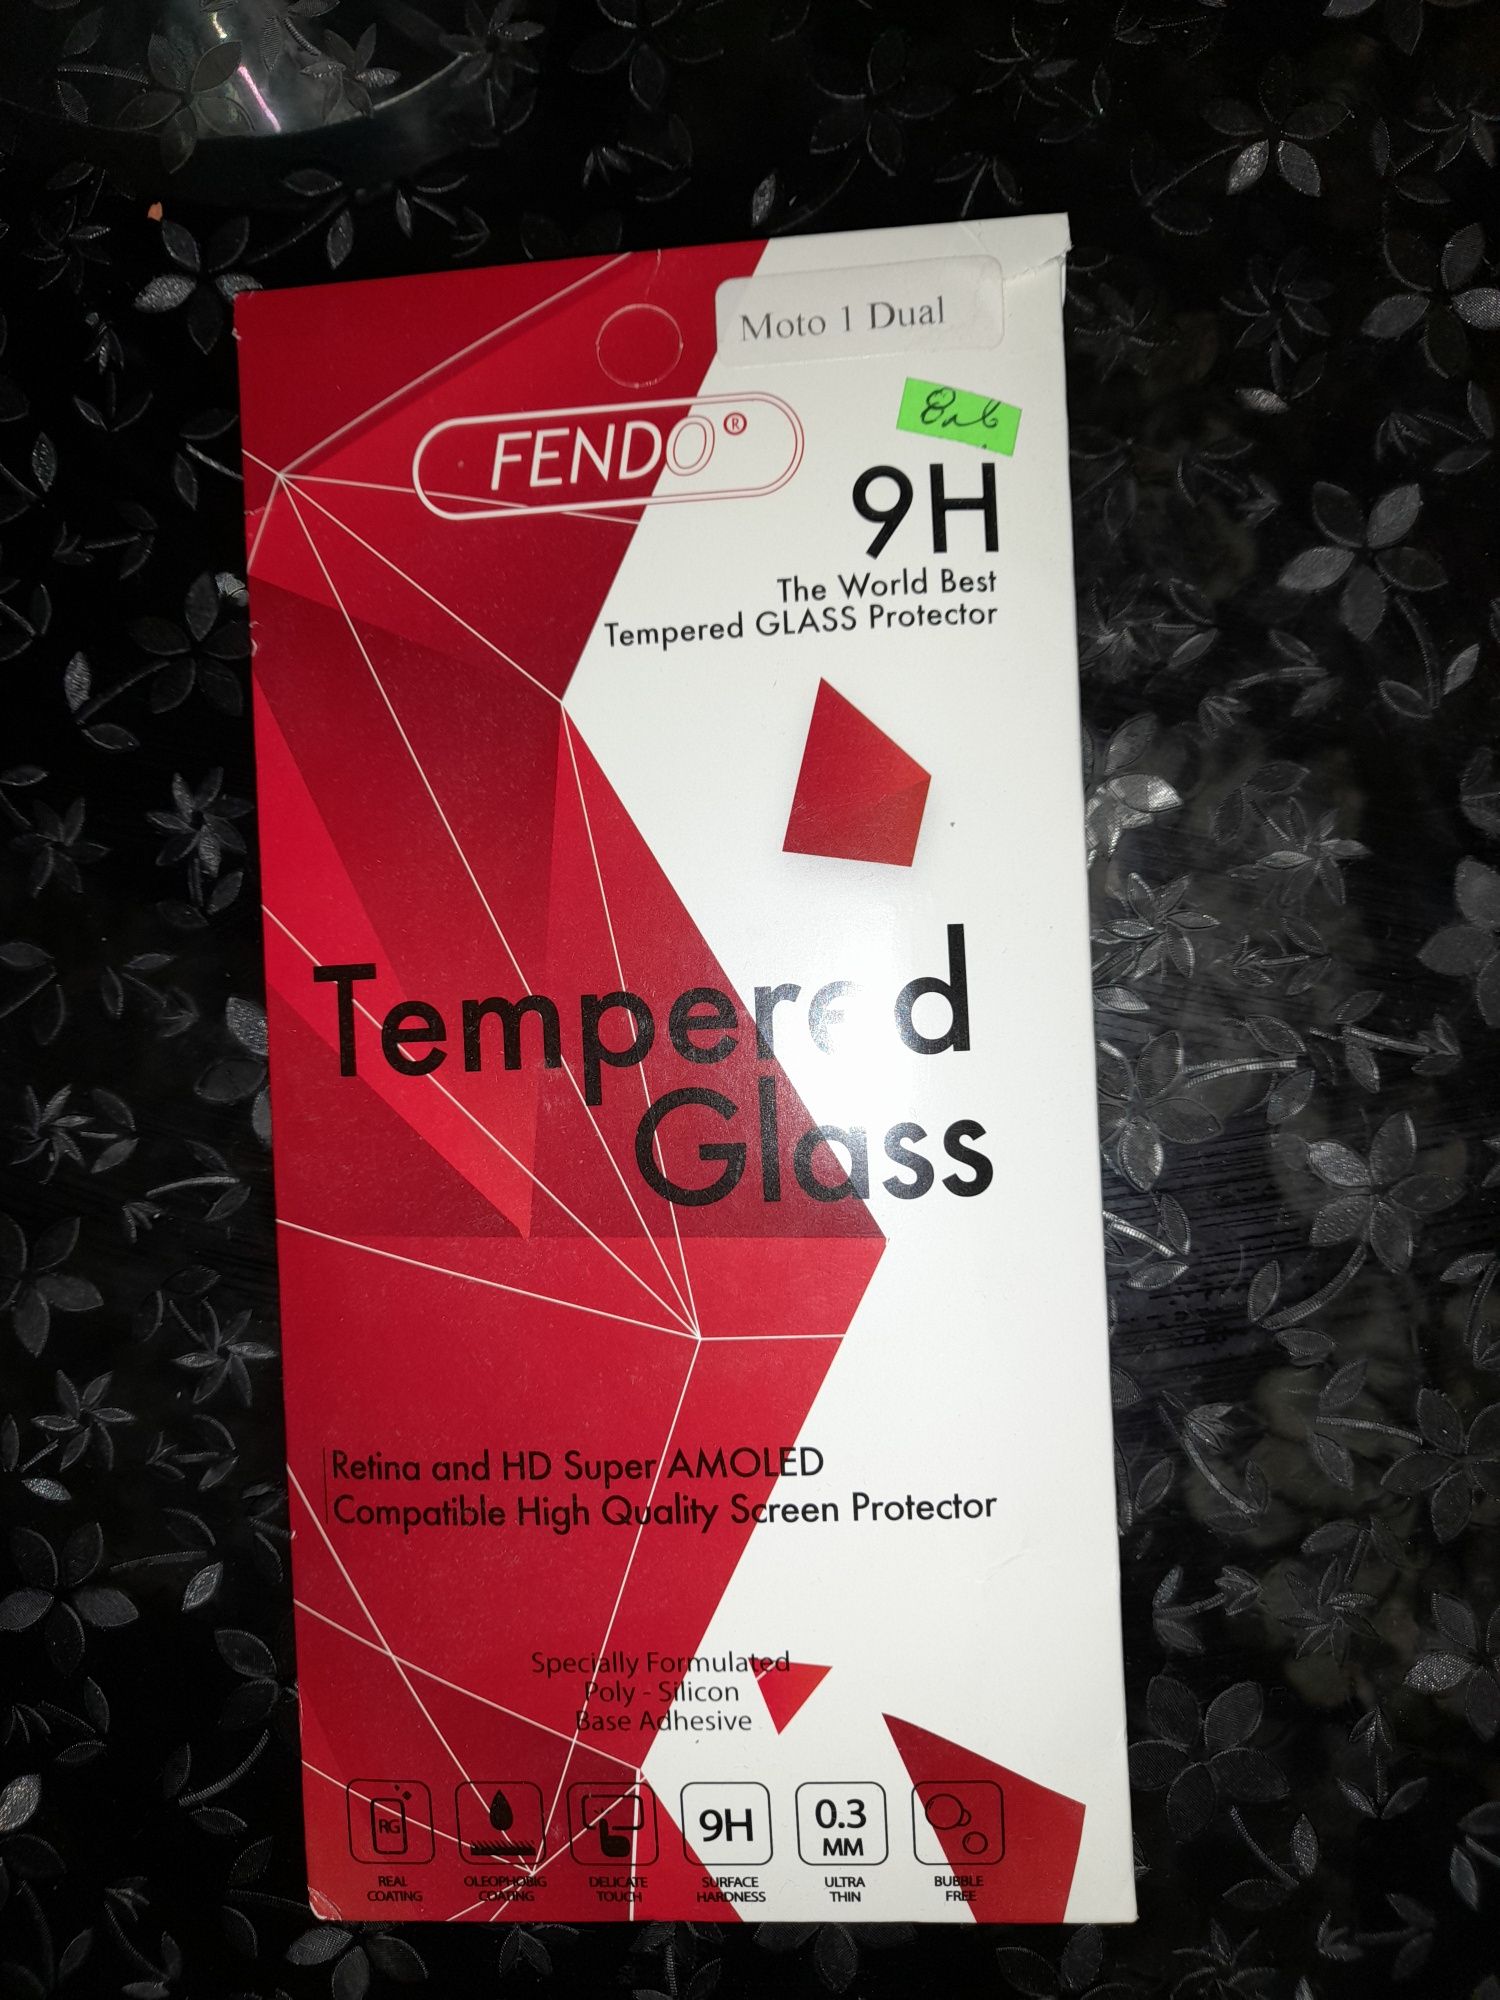 Moto 1 Dual
FENDO®
9H
The World Best
Tempered GLASS Protector
Tempered
Glass
Retina and HD Super AMOLED
Compatible High Quality Screen Protector
Specially Formulated
Poly - Silicon
Base Adhesive
RG
9H
0.3
MM
REAL
COATING
OLEOPHOBIG
COATING
DELICATE
TOUCH
SURFACE
HARDNESS
ULTRA
THIN
BUBBLE
FREE